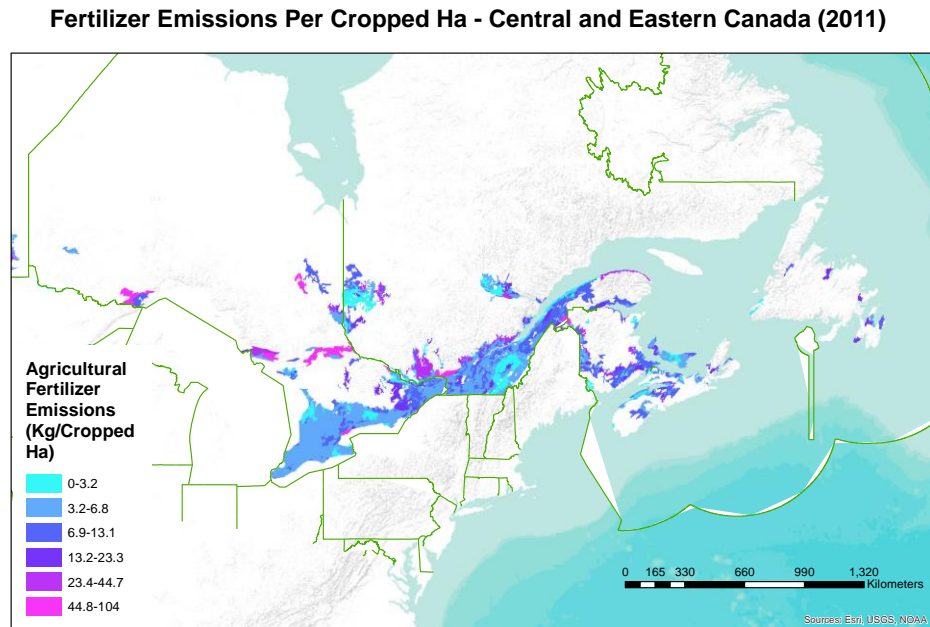 Fertilizer Emissions Per Cropped Ha - Central and Eastern Canada (2011)
Agricultural
Fertilizer
Emissions
(Kg/Cropped
Ha)
0-3.2
3.2-6.8
6.9-13.1
13.2-23.3
23.4-44.7
44.8-104
0 165 330 660 990 1,320
Kilometers
Sources: Esri, USGS, NOAA